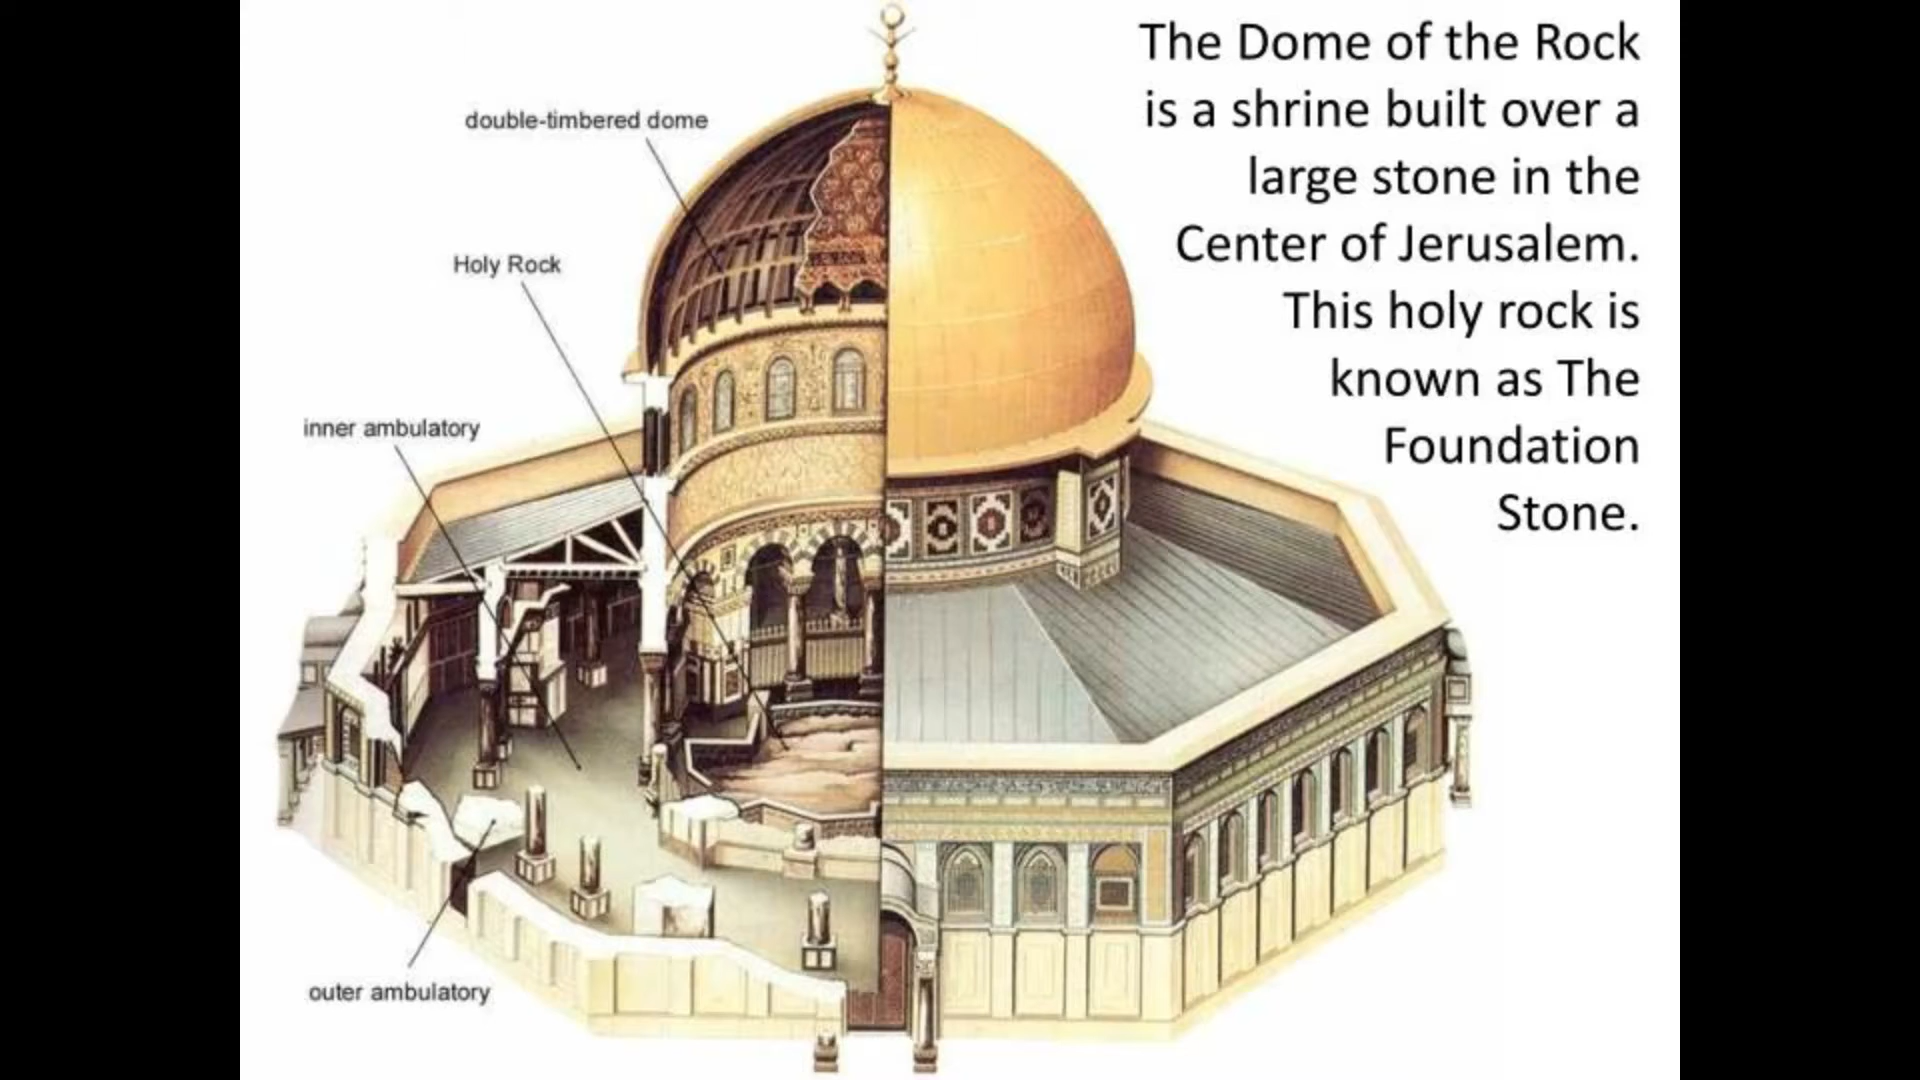 The Dome of the Rock
is a shrine built over a
large stone in the
Center of Jerusalem.
This holy rock is
known as The
Foundation
Stone.
double-timbered dome
Holy Rock
inner ambulatory
outer ambulatory